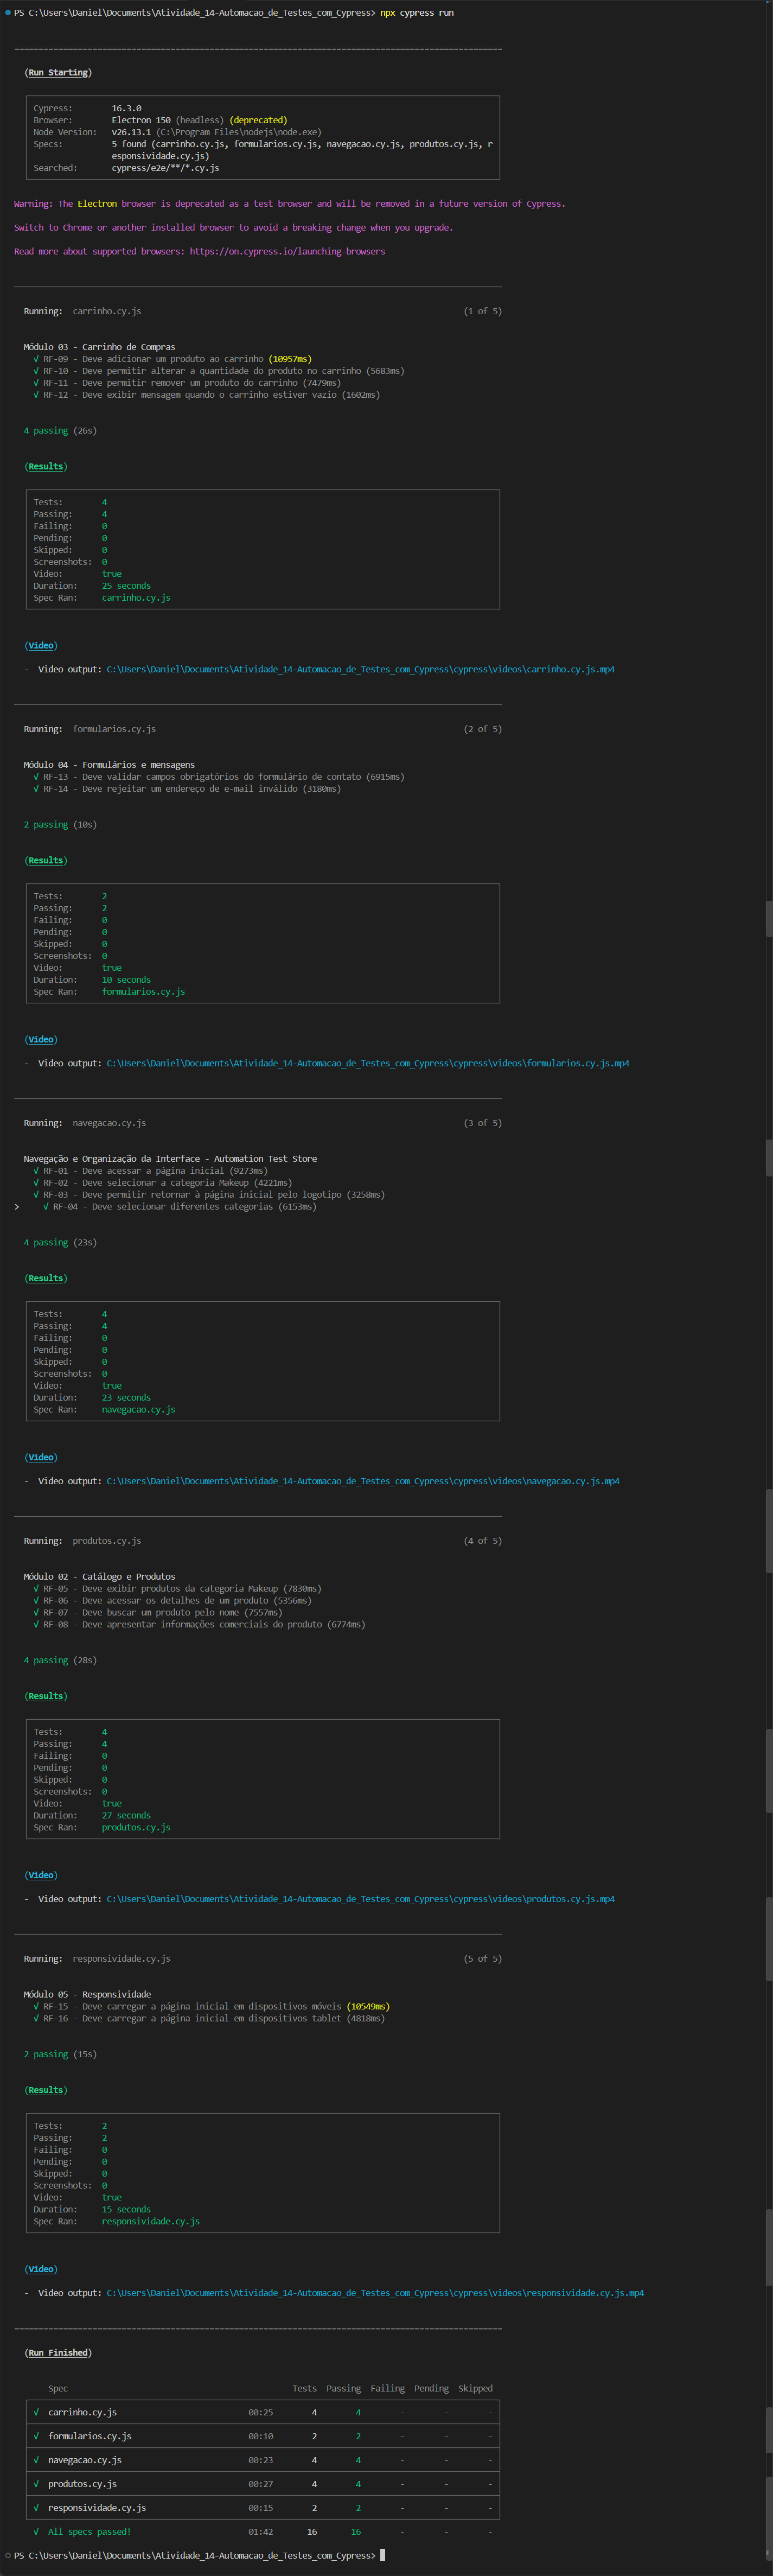 PS C:\Users\Daniel\Documents\Atividade_14-Automacao_de_Testes_com_Cypress> npx cypress run
====================================================================================================
(Run Starting)
Cypress: 16.3.0
Browser: Electron 150 (headless) (deprecated)
Node Version: v26.13.1 (C:\Program Files\nodejs\node.exe)
Specs: 5 found (carrinho.cy.js, formularios.cy.js, navegacao.cy.js, produtos.cy.js, r
esponsividade.cy.js)
Searched: cypress/e2e/**/*.cy.js
Warning: The Electron browser is deprecated as a test browser and will be removed in a future version of Cypress.
Switch to Chrome or another installed browser to avoid a breaking change when you upgrade.
Read more about supported browsers: https://on.cypress.io/launching-browsers
Running: carrinho.cy.js (1 of 5)
Módulo 03 - Carrinho de Compras
√ RF-09 - Deve adicionar um produto ao carrinho (10957ms)
√ RF-10 - Deve permitir alterar a quantidade do produto no carrinho (5683ms)
√ RF-11 - Deve permitir remover um produto do carrinho (7479ms)
√ RF-12 - Deve exibir mensagem quando o carrinho estiver vazio (1602ms)
4 passing (26s)
(Results)
Tests: 4
Passing: 4
Failing: 0
Pending: 0
Skipped: 0
Screenshots: 0
Video: true
Duration: 25 seconds
Spec Ran: carrinho.cy.js
(Video)
- Video output: C:\Users\Daniel\Documents\Atividade_14-Automacao_de_Testes_com_Cypress\cypress\videos\carrinho.cy.js.mp4
Running: formularios.cy.js (2 of 5)
Módulo 04 - Formulários e mensagens
√ RF-13 - Deve validar campos obrigatórios do formulário de contato (6915ms)
√ RF-14 - Deve rejeitar um endereço de e-mail inválido (3180ms)
2 passing (10s)
(Results)
Tests: 2
Passing: 2
Failing: 0
Pending: 0
Skipped: 0
Screenshots: 0
Video: true
Duration: 10 seconds
Spec Ran: formularios.cy.js
(Video)
- Video output: C:\Users\Daniel\Documents\Atividade_14-Automacao_de_Testes_com_Cypress\cypress\videos\formularios.cy.js.mp4
Running: navegacao.cy.js (3 of 5)
Navegação e Organização da Interface - Automation Test Store
√ RF-01 - Deve acessar a página inicial (9273ms)
√ RF-02 - Deve selecionar a categoria Makeup (4221ms)
√ RF-03 - Deve permitir retornar à página inicial pelo logotipo (3258ms)
> √ RF-04 - Deve selecionar diferentes categorias (6153ms)
4 passing (23s)
(Results)
Tests: 4
Passing: 4
Failing: 0
Pending: 0
Skipped: 0
Screenshots: 0
Video: true
Duration: 23 seconds
Spec Ran: navegacao.cy.js
(Video)
- Video output: C:\Users\Daniel\Documents\Atividade_14-Automacao_de_Testes_com_Cypress\cypress\videos\navegacao.cy.js.mp4
Running: produtos.cy.js (4 of 5)
Módulo 02 - Catálogo e Produtos
√ RF-05 - Deve exibir produtos da categoria Makeup (7830ms)
√ RF-06 - Deve acessar os detalhes de um produto (5356ms)
√ RF-07 - Deve buscar um produto pelo nome (7557ms)
√ RF-08 - Deve apresentar informações comerciais do produto (6774ms)
4 passing (28s)
(Results)
Tests: 4
Passing: 4
Failing: 0
Pending: 0
Skipped: 0
Screenshots: 0
Video: true
Duration: 27 seconds
Spec Ran: produtos.cy.js
(Video)
- Video output: C:\Users\Daniel\Documents\Atividade_14-Automacao_de_Testes_com_Cypress\cypress\videos\produtos.cy.js.mp4
Running: responsividade.cy.js (5 of 5)
Módulo 05 - Responsividade
√ RF-15 - Deve carregar a página inicial em dispositivos móveis (10549ms)
√ RF-16 - Deve carregar a página inicial em dispositivos tablet (4818ms)
2 passing (15s)
(Results)
Tests: 2
Passing: 2
Failing: 0
Pending: 0
Skipped: 0
Screenshots: 0
Video: true
Duration: 15 seconds
Spec Ran: responsividade.cy.js
(Video)
- Video output: C:\Users\Daniel\Documents\Atividade_14-Automacao_de_Testes_com_Cypress\cypress\videos\responsividade.cy.js.mp4
====================================================================================================
(Run Finished)
Spec Tests Passing Failing Pending Skipped
√ carrinho.cy.js 00:25 4 4 - - -
√ formularios.cy.js 00:10 2 2 - - -
√ navegacao.cy.js 00:23 4 4 - - -
√ produtos.cy.js 00:27 4 4 - - -
√ responsividade.cy.js 00:15 2 2 - - -
√ All specs passed! 01:42 16 16 - - -
PS C:\Users\Daniel\Documents\Atividade_14-Automacao_de_Testes_com_Cypress>